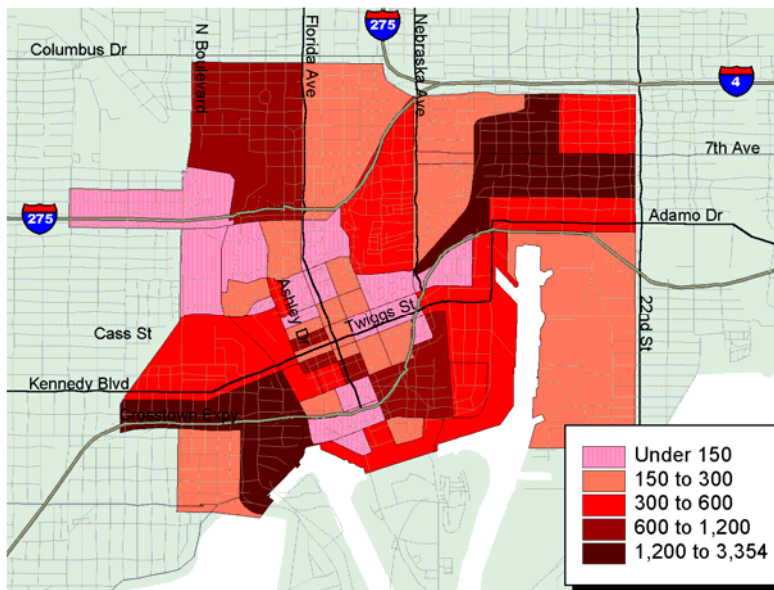 275
Columbus Dr
N Boulevard
Florida Ave
Nebraska Ave
4
7th Ave
275
Adamo Dr
22nd St
Cass St
Ashley Dr
Twiggs St
Kennedy Blvd
Crosstown Expy
Under 150
150 to 300
300 to 600
600 to 1,200
1,200 to 3,354